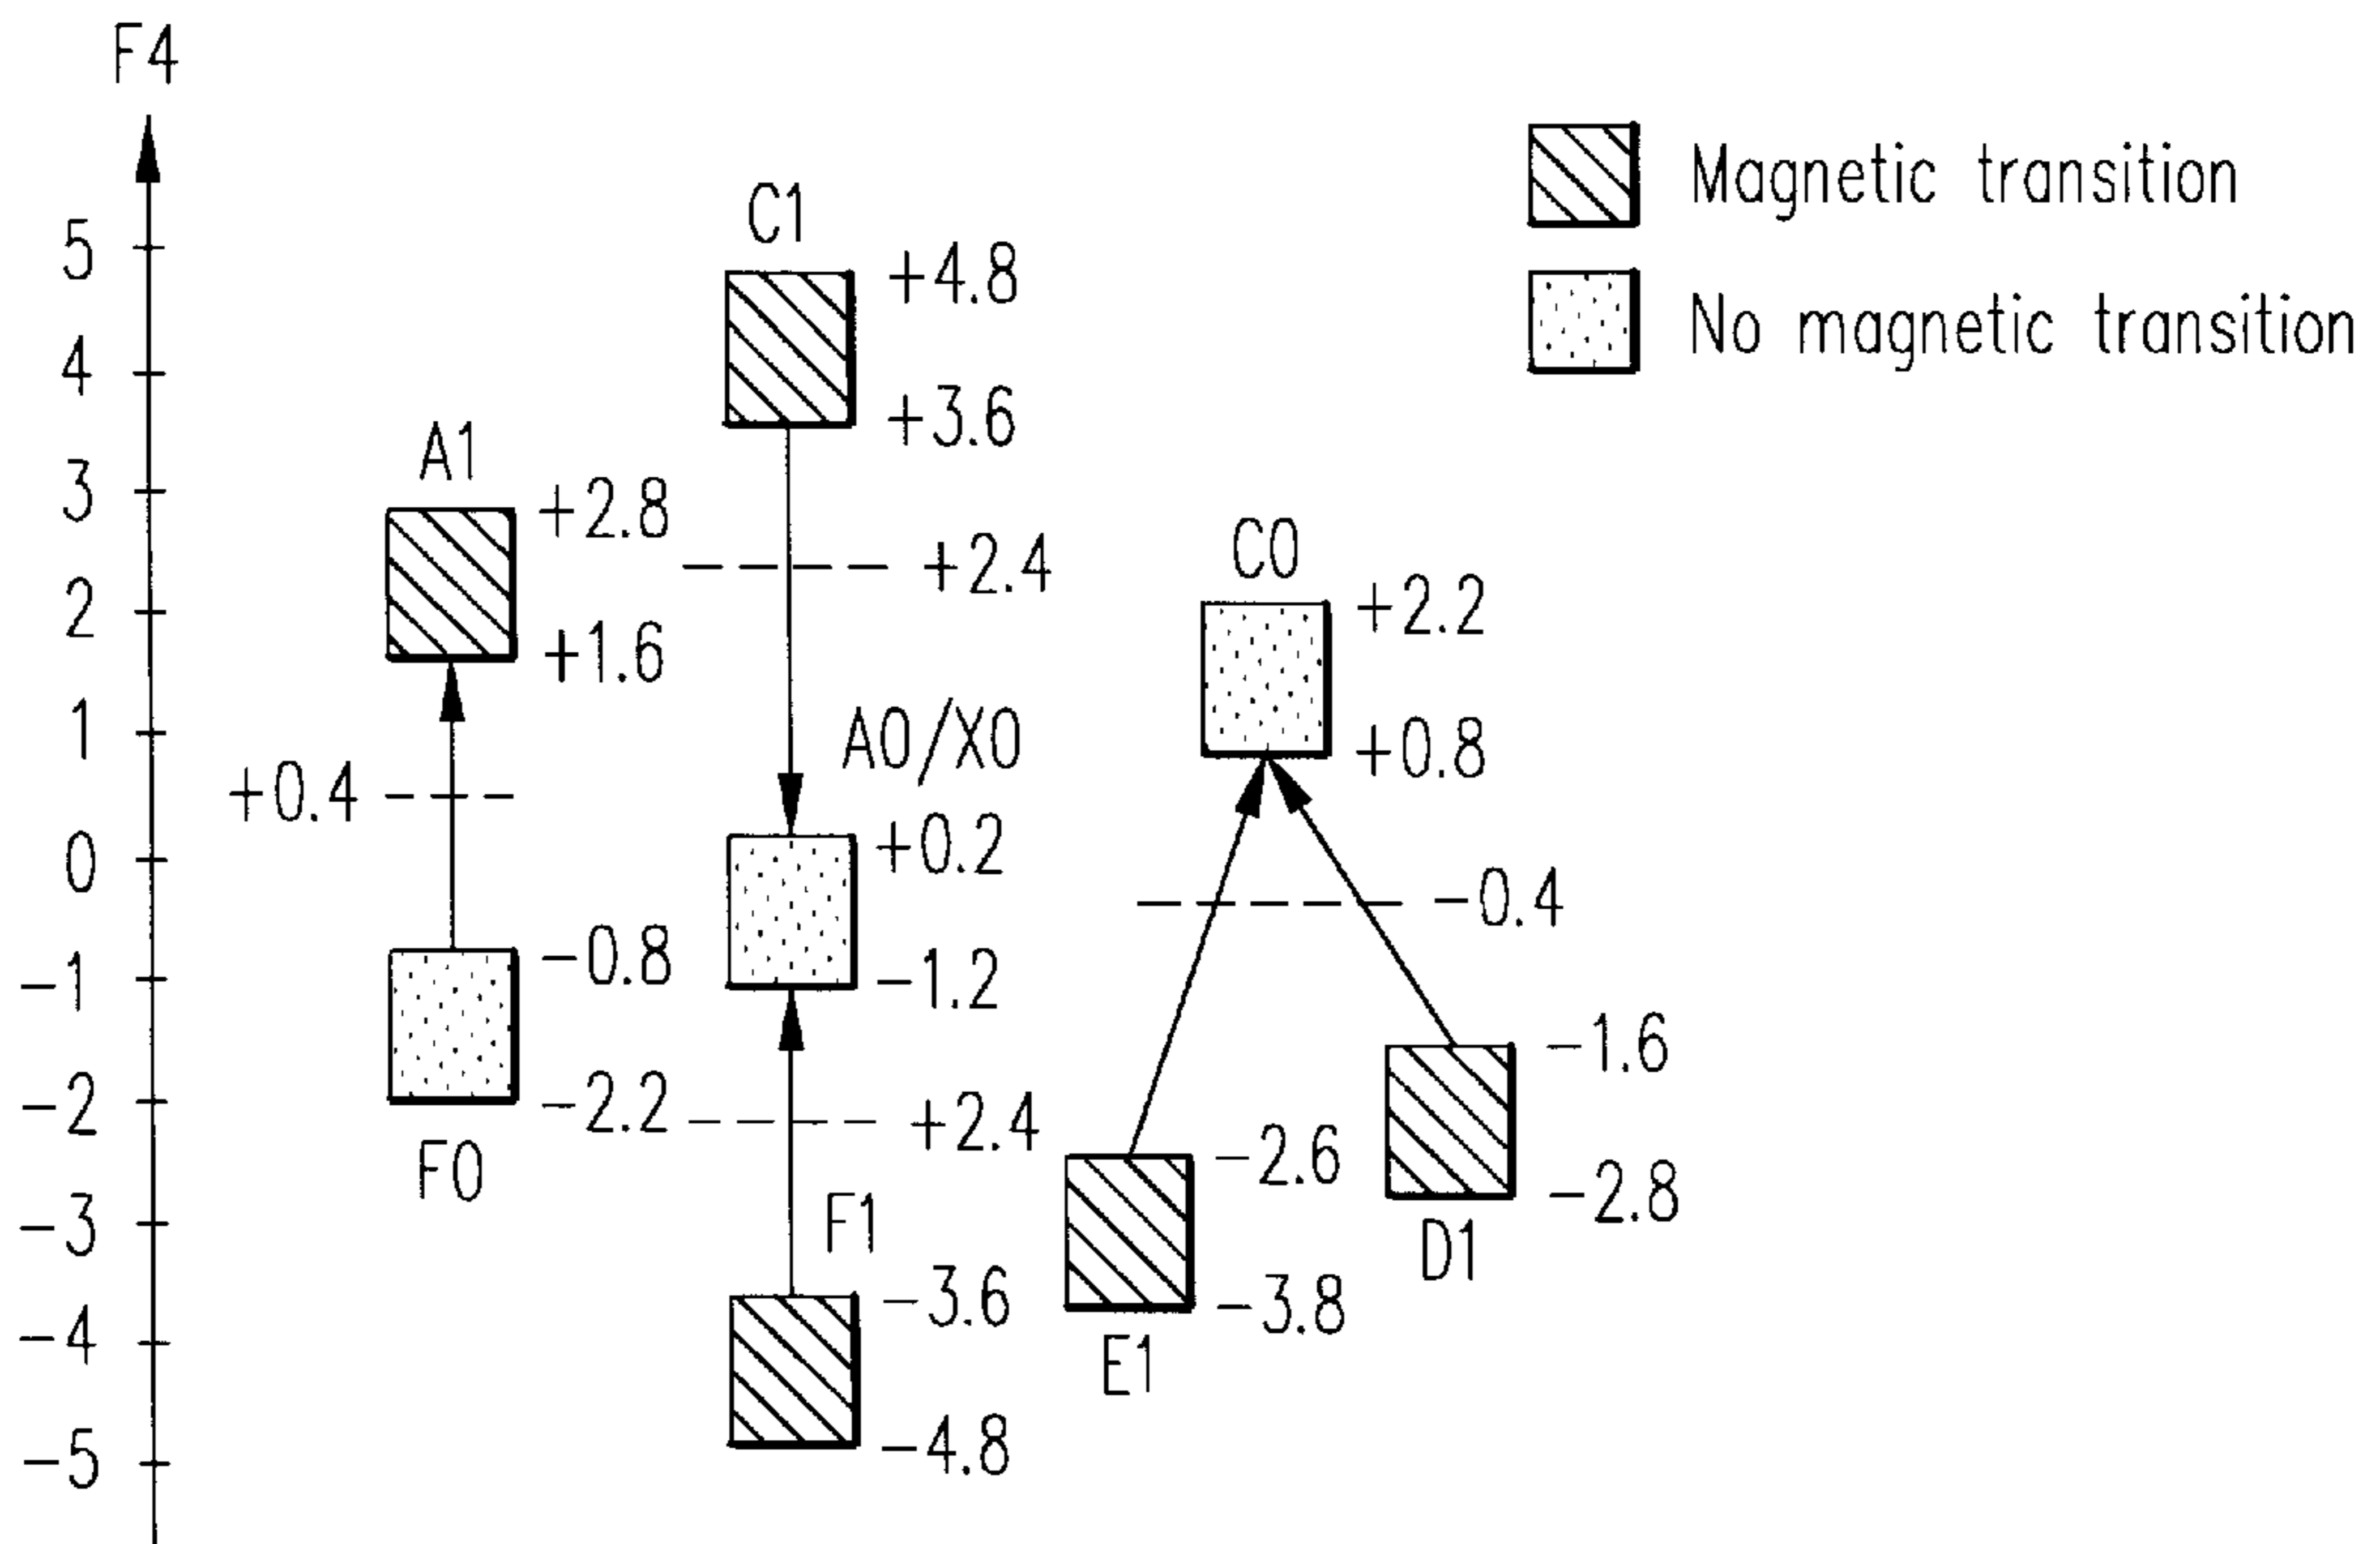 F4
5
4
3
2
1
0
-1
-2
-3
-4
-5
A1
+2.8
+1.6
+0.4
-0.8
-2.2
F0
C1
+4.8
+3.6
+2.4
A0/X0
+0.2
-1.2
+2.4
F1
-3.6
-4.8
C0
+2.2
+0.8
-0.4
-2.6
-3.8
E1
-1.6
-2.8
D1
Magnetic transition
No magnetic transition